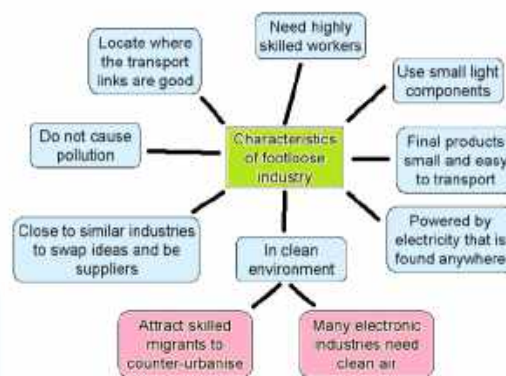 Need highly
skilled workers
Locate where
the transport
links are good
Use small light
components
Do not cause
pollution
Characteristics
of footloose
industry
Final products
small and easy
to transport
Close to similar industries
to swap ideas and be
suppliers
In clean
environment
Powered by
electricity that is
found anywhere
Attract skilled
migrants to
counter-urbanise
Many electronic
industries need
clean air